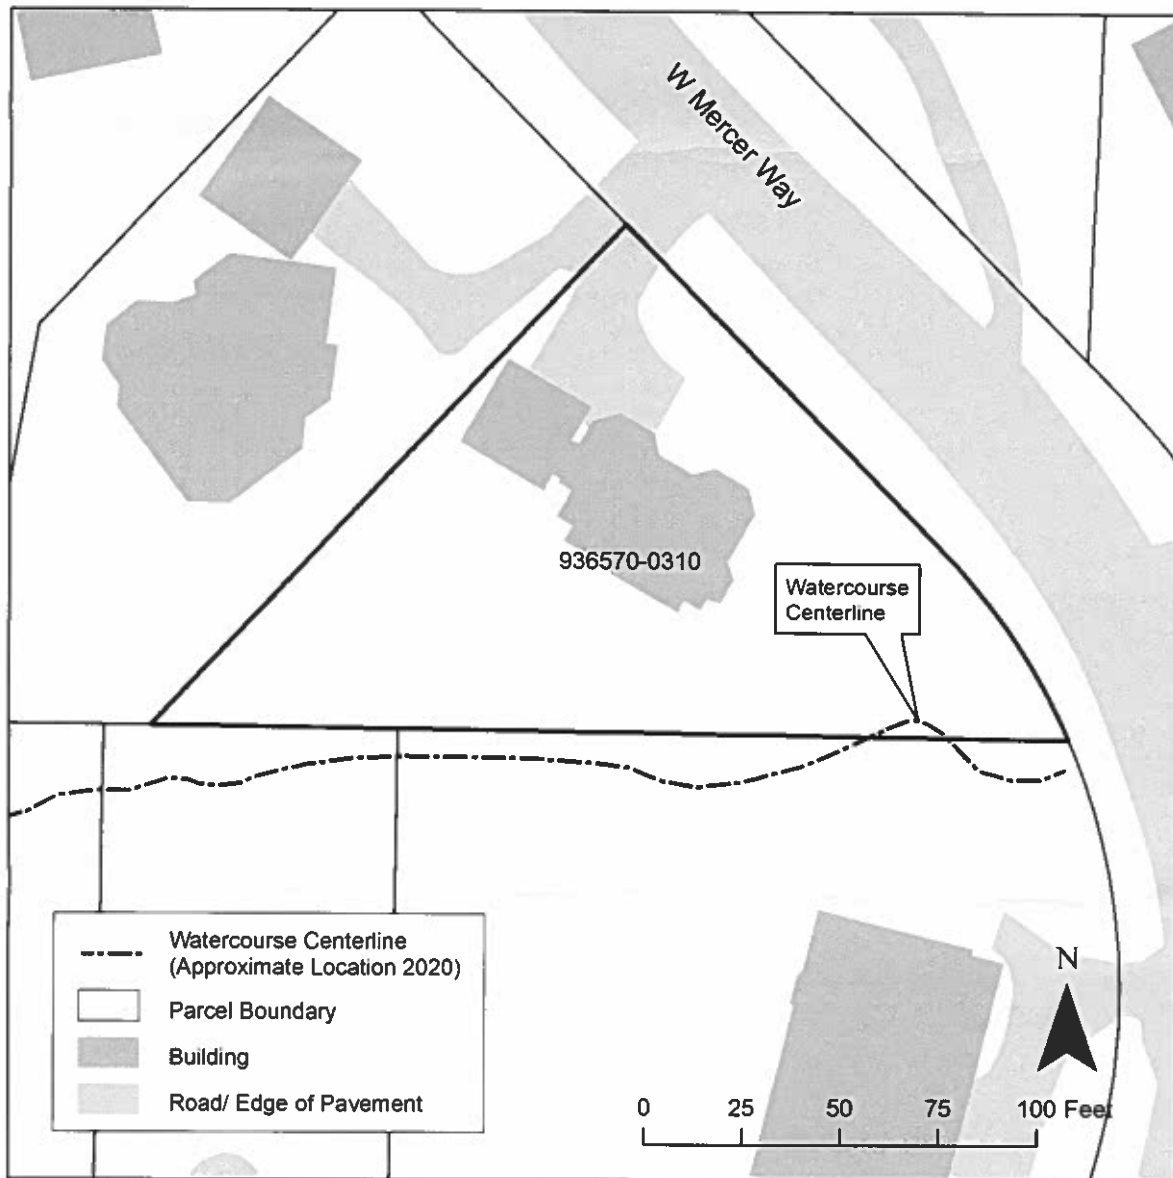 W Mercer Way
936570-0310
Watercourse
Centerline
Watercourse Centerline
(Approximate Location 2020)
Parcel Boundary
Building
Road/ Edge of Pavement
N
0 25 50 75 100 Feet